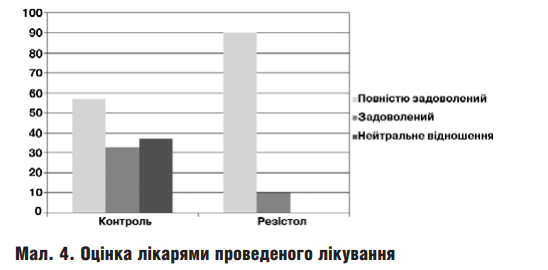 100
90
80
70
60
50
40
30
20
10
0
Контроль
Резістол
Повністю задоволений
Задоволений
Нейтральне відношення
Мал. 4. Оцінка лікарями проведеного лікування